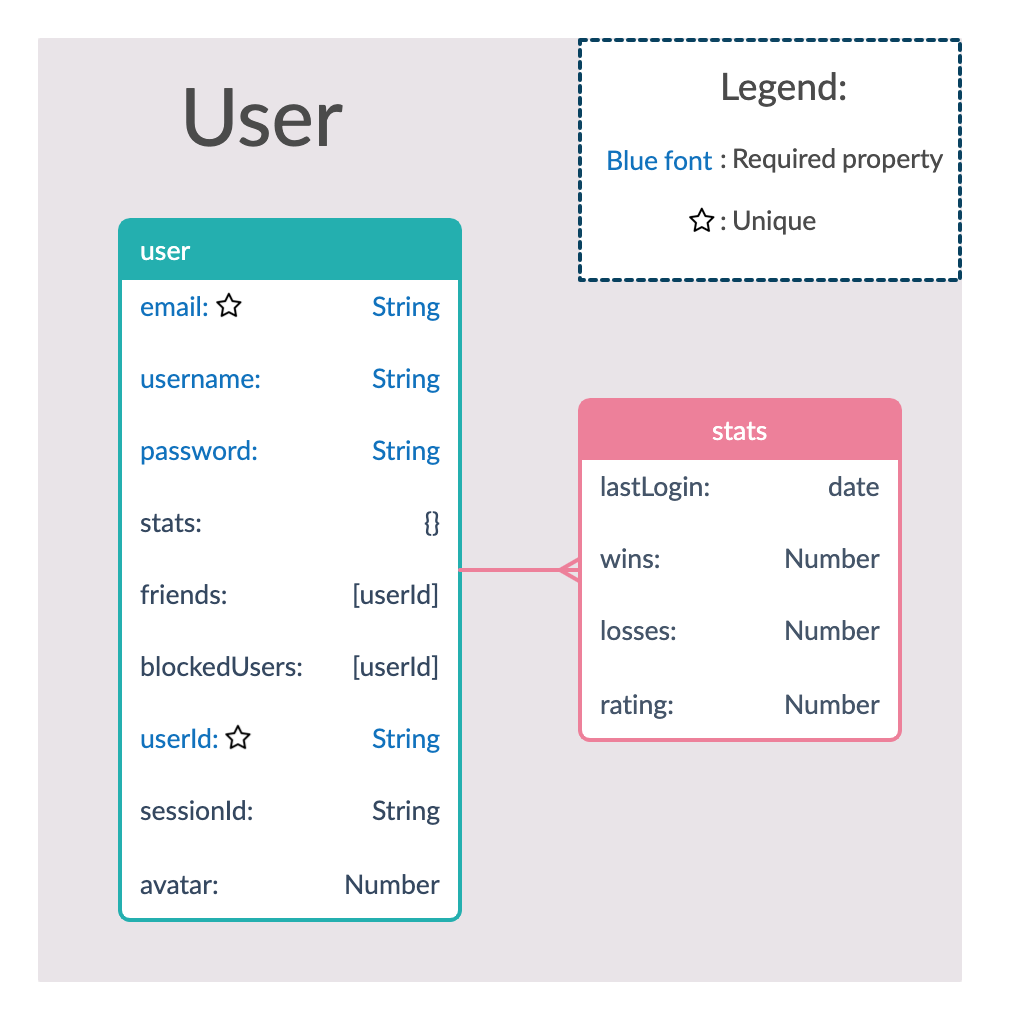 User
Legend:
Blue font : Required property
: Unique
user
email: String
username: String
password: String
stats: {}
friends: [userId]
blockedUsers: [userId]
userId: String
sessionId: String
avatar: Number
stats
lastLogin: date
wins: Number
losses: Number
rating: Number